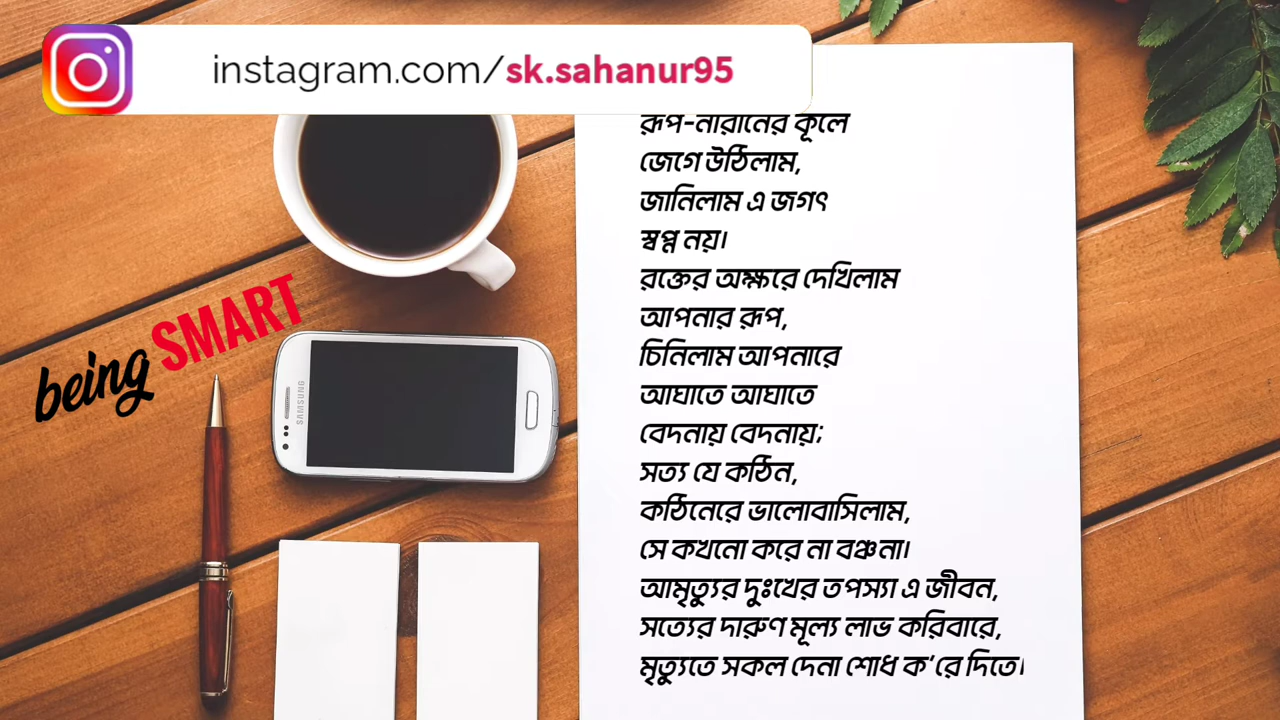 instagram.com/sk.sahanur95
রূপ-নারানের কূলে
জেগে উঠিলাম,
জানিলাম এ জগৎ
স্বপ্ন নয়।
রক্তের অক্ষরে দেখিলাম
আপনার রূপ,
চিনিলাম আপনারে
আঘাতে আঘাতে
বেদনায় বেদনায়;
সত্য যে কঠিন,
কঠিনেরে ভালোবাসিলাম,
সে কখনো করে না বঞ্চনা।
আমৃত্যুর দুঃখের তপস্যা এ জীবন,
সত্যের দারুণ মূল্য লাভ করিবারে,
মৃত্যুতে সকল দেনা শোধ ক'রে দিতে।
being SMART
SAMSUNG